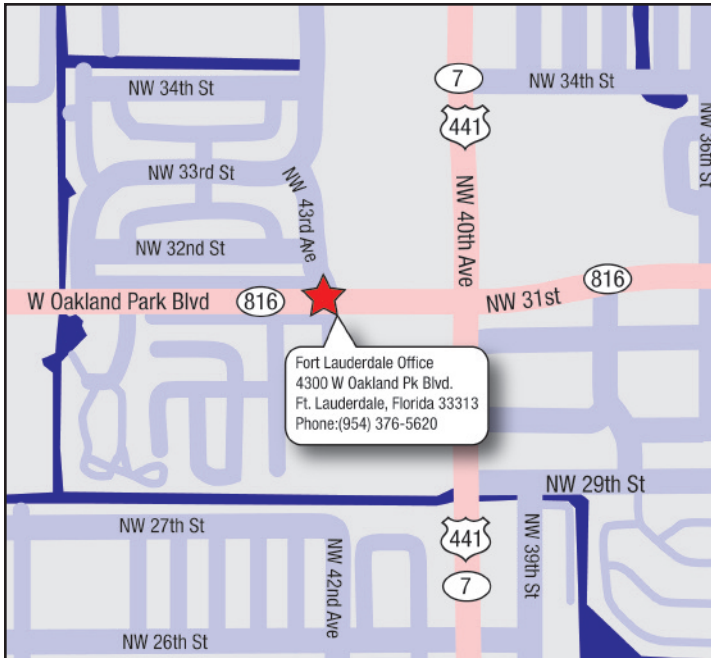 7
NW 34th St
NW 34th St
441
NW 36th St
NW 33rd St
NW 43rd Ave
NW 40th Ave
NW 32nd St
816
W Oakland Park Blvd
816
NW 31st
Fort Lauderdale Office
4300 W Oakland Pk Blvd.
Ft. Lauderdale, Florida 33313
Phone:(954) 376-5620
NW 29th St
NW 27th St
441
NW 42nd Ave
NW 39th St
7
NW 26th St